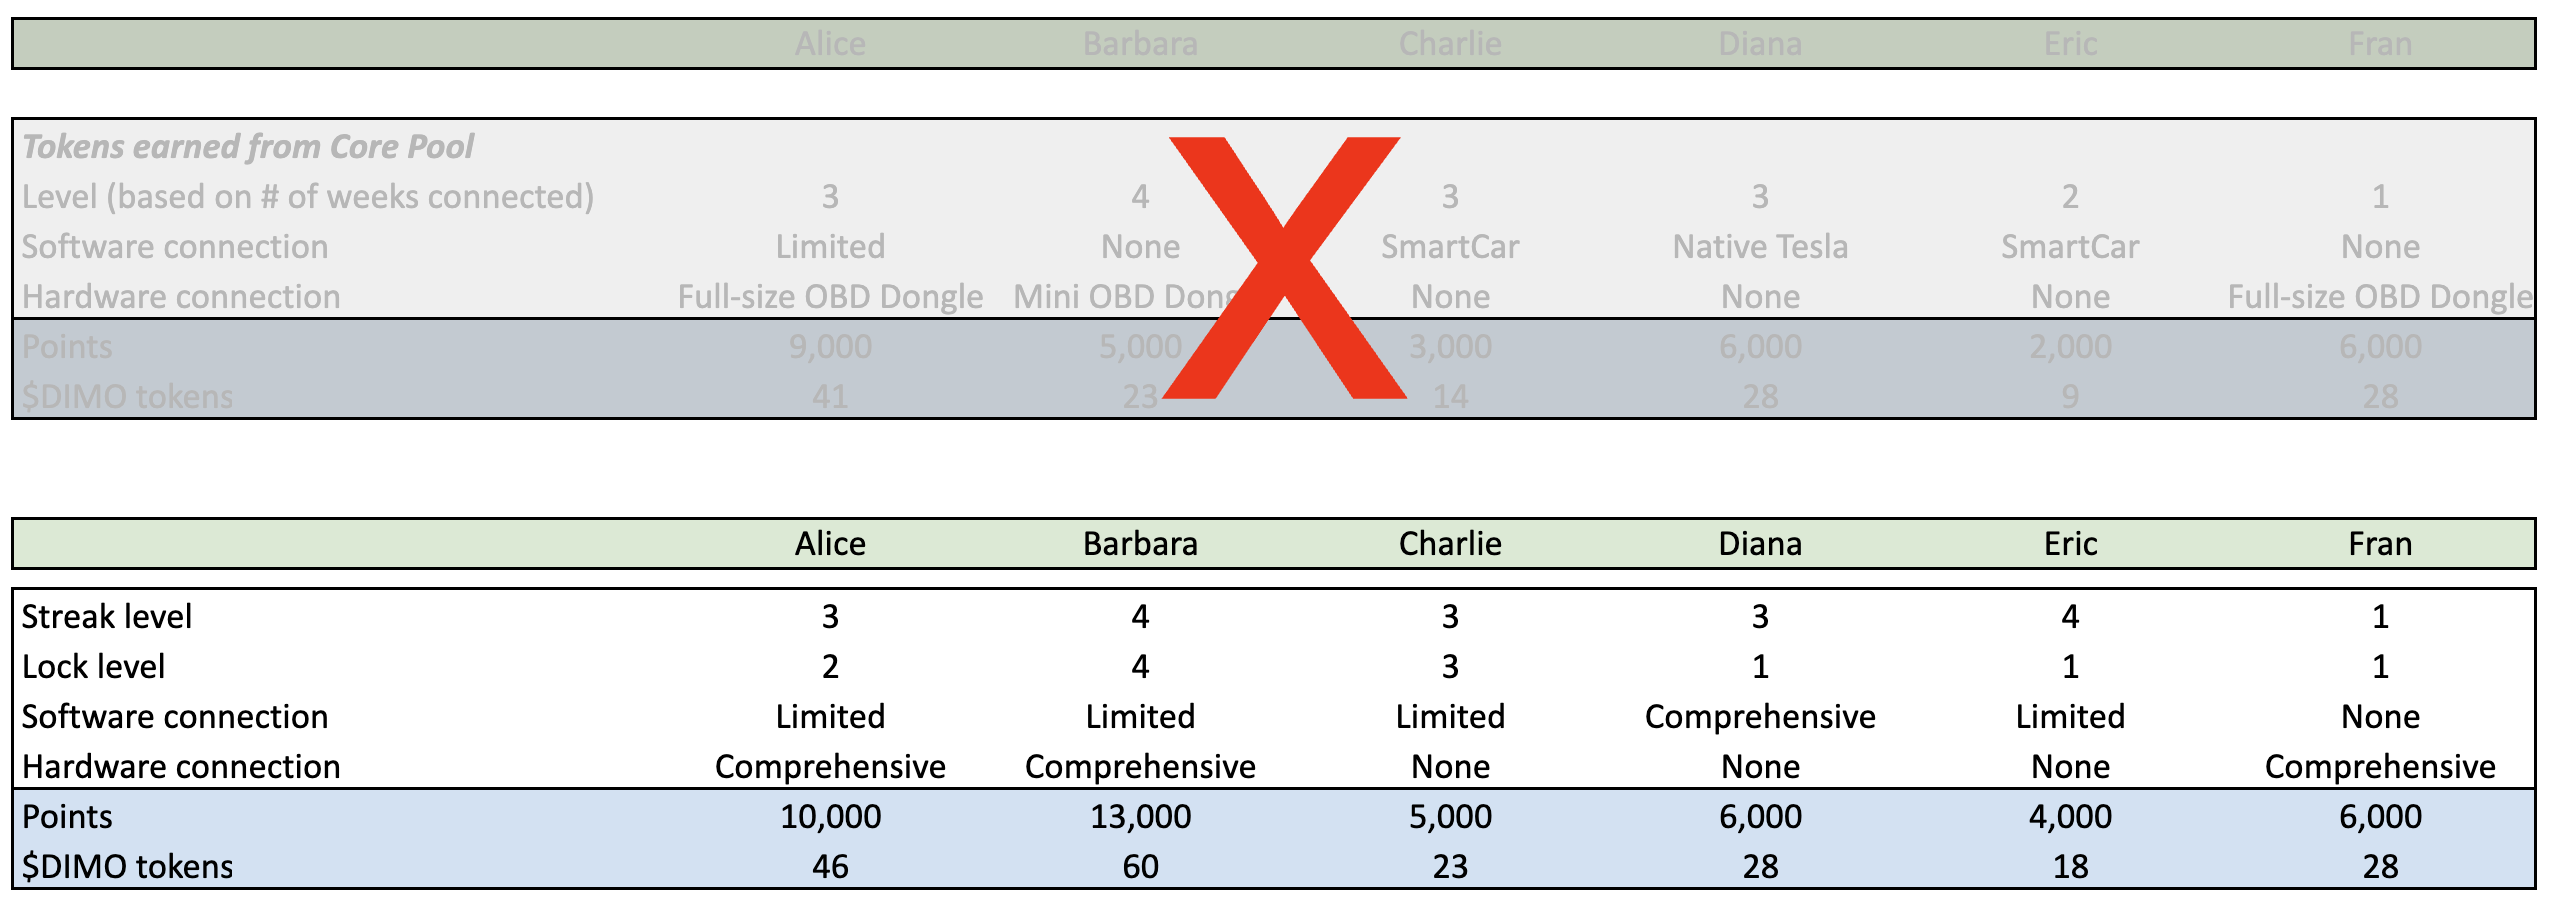 Alice Barbara Charlie Diana Eric Fran
Tokens earned from Core Pool
Level (based on # of weeks connected) 3 4 3 3 2 1
Software connection Limited None SmartCar Native Tesla SmartCar None
Hardware connection Full-size OBD Dongle Mini OBD None None None Full-size OBD Dongle
Points 9,000 5,000 3,000 6,000 2,000 6,000
$DIMO tokens 41 23 14 28 9 28
X
Alice Barbara Charlie Diana Eric Fran
Streak level 3 4 3 3 4 1
Lock level 2 4 3 1 1 1
Software connection Limited Limited Limited Comprehensive Limited None
Hardware connection Comprehensive Comprehensive None None None Comprehensive
Points 10,000 13,000 5,000 6,000 4,000 6,000
$DIMO tokens 46 60 23 28 18 28